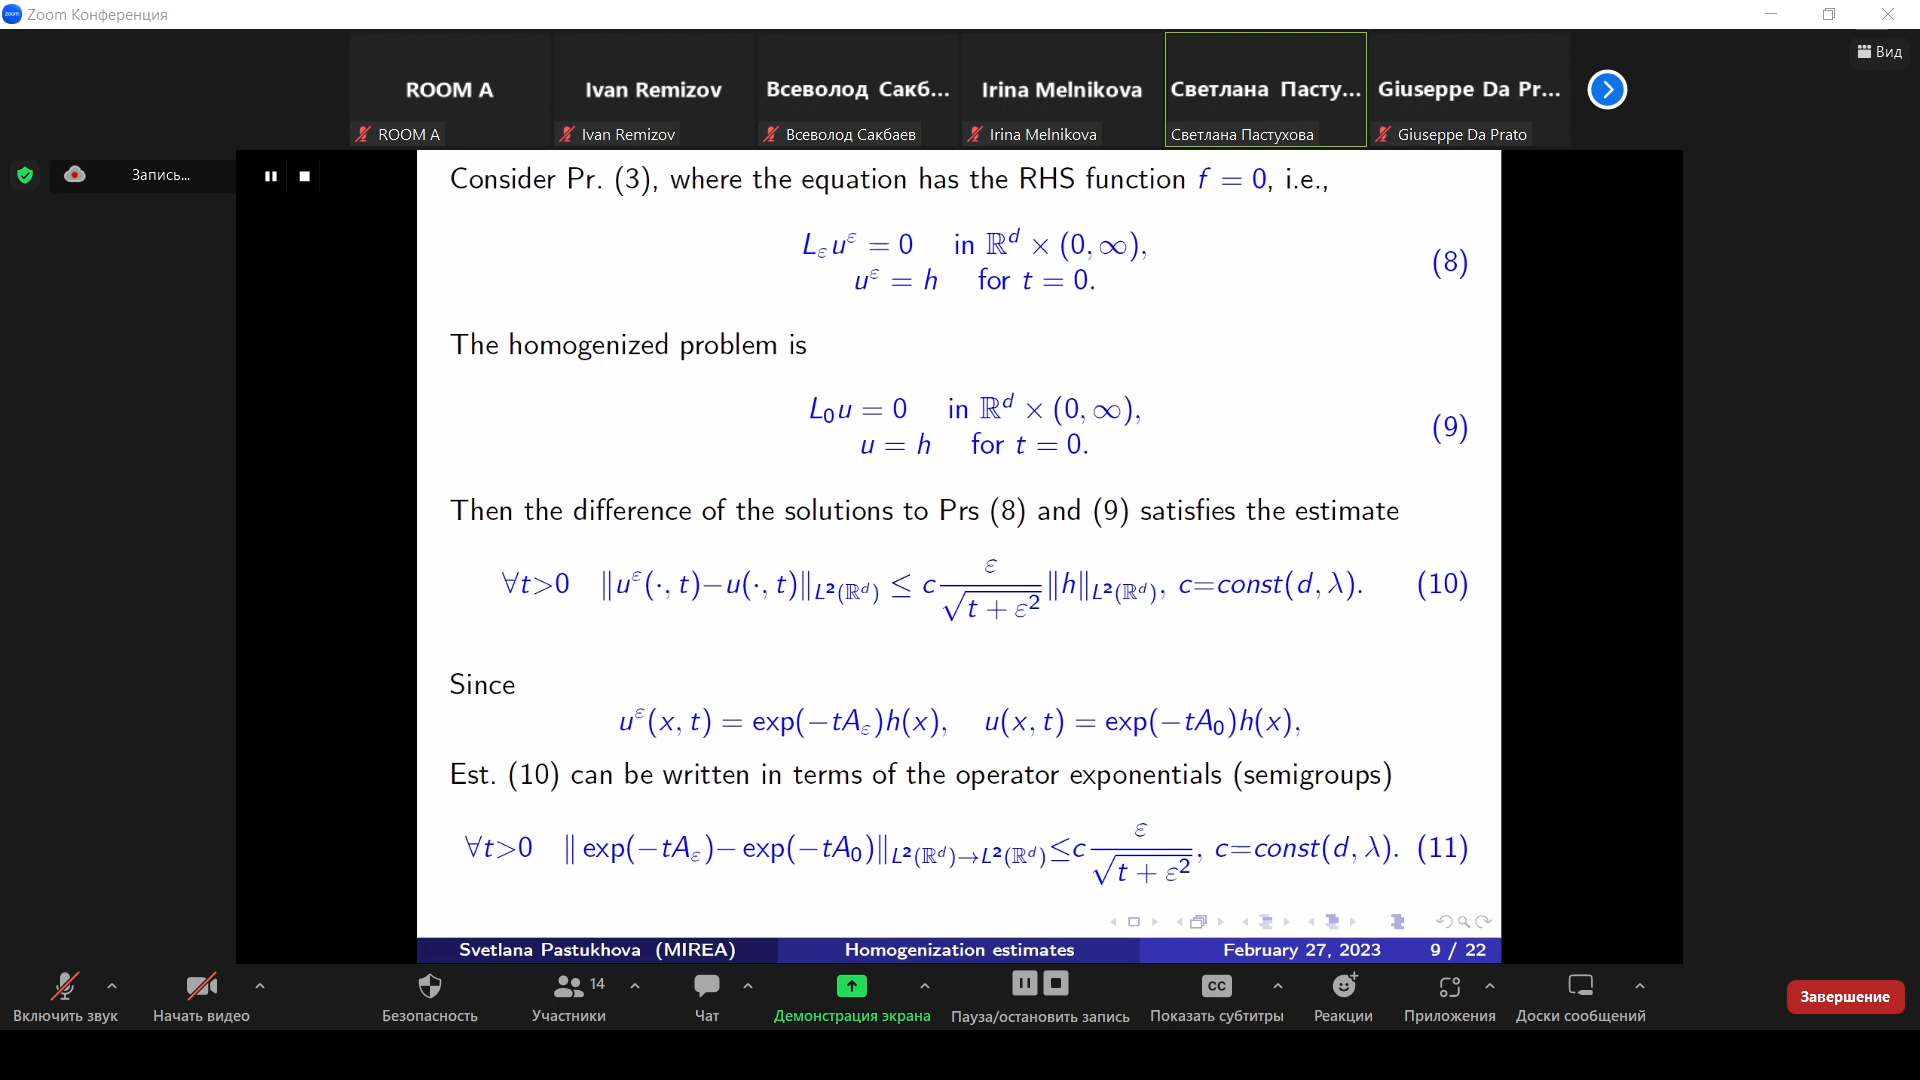 Zoom Конференция
Вид
ROOM A
Ivan Remizov
Всеволод Сакб...
Irina Melnikova
Светлана Пасту...
Giuseppe Da Pr...
ROOM A
Ivan Remizov
Всеволод Сакбаев
Irina Melnikova
Светлана Пастухова
Giuseppe Da Prato
Запись...
Consider Pr. (3), where the equation has the RHS function f = 0, i.e.,
L_ε u^ε = 0 in ℝ^d × (0, ∞),
u^ε = h for t = 0. (8)
The homogenized problem is
L_0 u = 0 in ℝ^d × (0, ∞),
u = h for t = 0. (9)
Then the difference of the solutions to Prs (8) and (9) satisfies the estimate
∀t>0 ‖u^ε(·, t)−u(·, t)‖_{L²(ℝ^d)} ≤ c ε/√(t + ε²) ‖h‖_{L²(ℝ^d)}, c=const(d, λ). (10)
Since
u^ε(x, t) = exp(−tA_ε)h(x), u(x, t) = exp(−tA_0)h(x),
Est. (10) can be written in terms of the operator exponentials (semigroups)
∀t>0 ‖ exp(−tA_ε)− exp(−tA_0)‖_{L²(ℝ^d)→L²(ℝ^d)} ≤c ε/√(t + ε²), c=const(d, λ). (11)
Svetlana Pastukhova (MIREA) Homogenization estimates February 27, 2023 9 / 22
14
CC
Включить звук
Начать видео
Безопасность
Участники
Чат
Демонстрация экрана
Пауза/остановить запись
Показать субтитры
Реакции
Приложения
Доски сообщений
Завершение